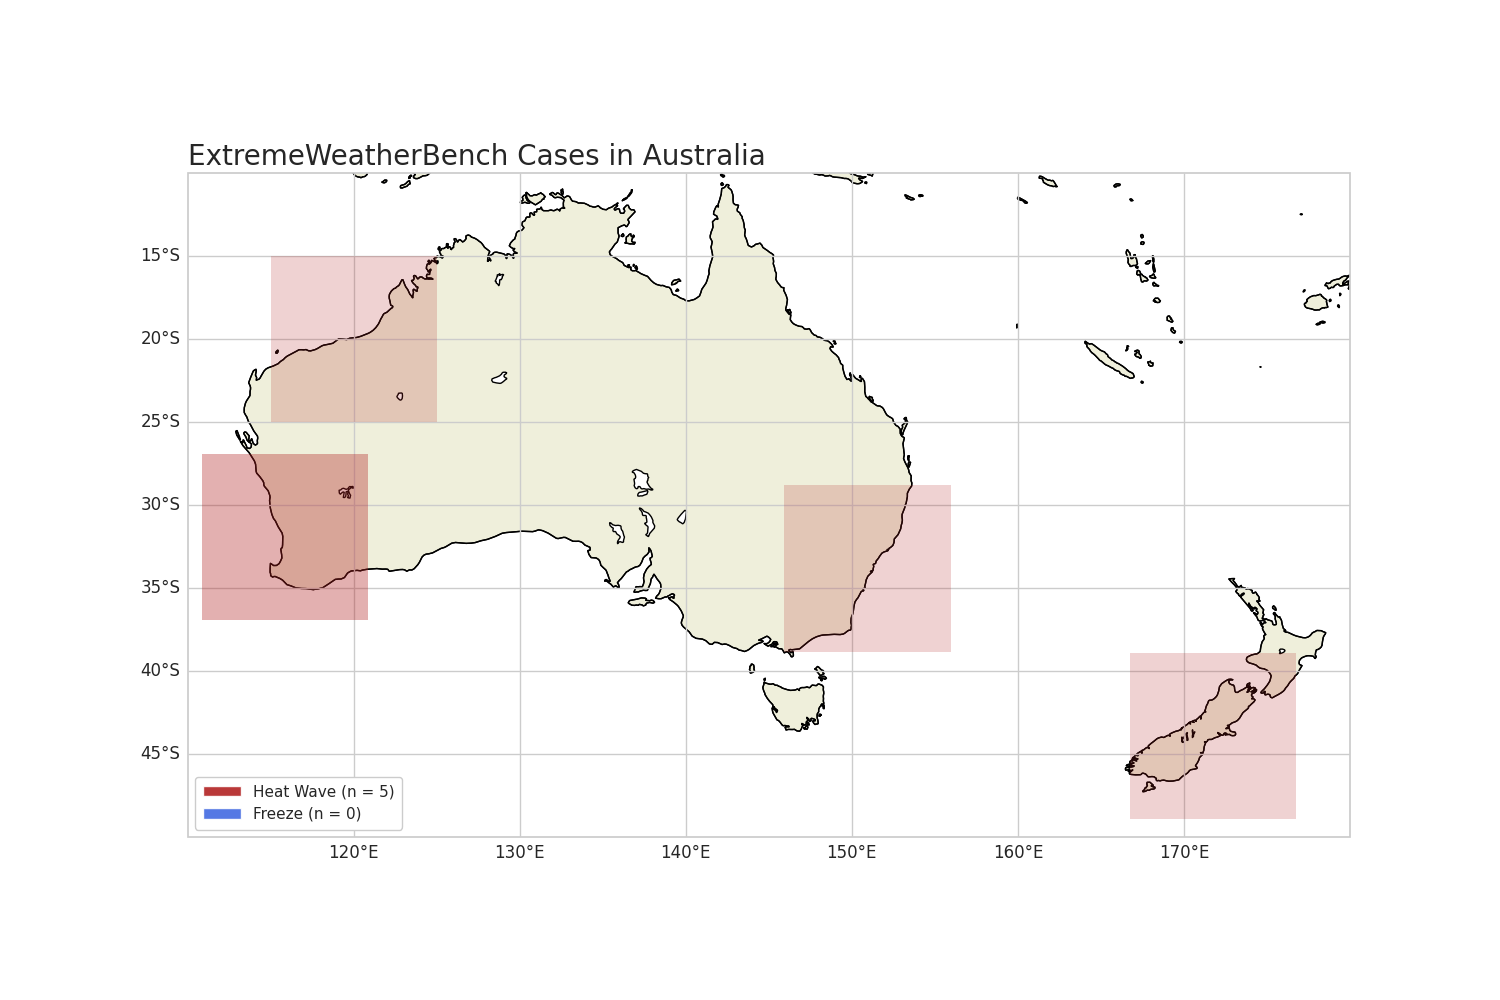 ExtremeWeatherBench Cases in Australia
15°S
20°S
25°S
30°S
35°S
40°S
45°S
Heat Wave (n = 5)
Freeze (n = 0)
120°E 130°E 140°E 150°E 160°E 170°E